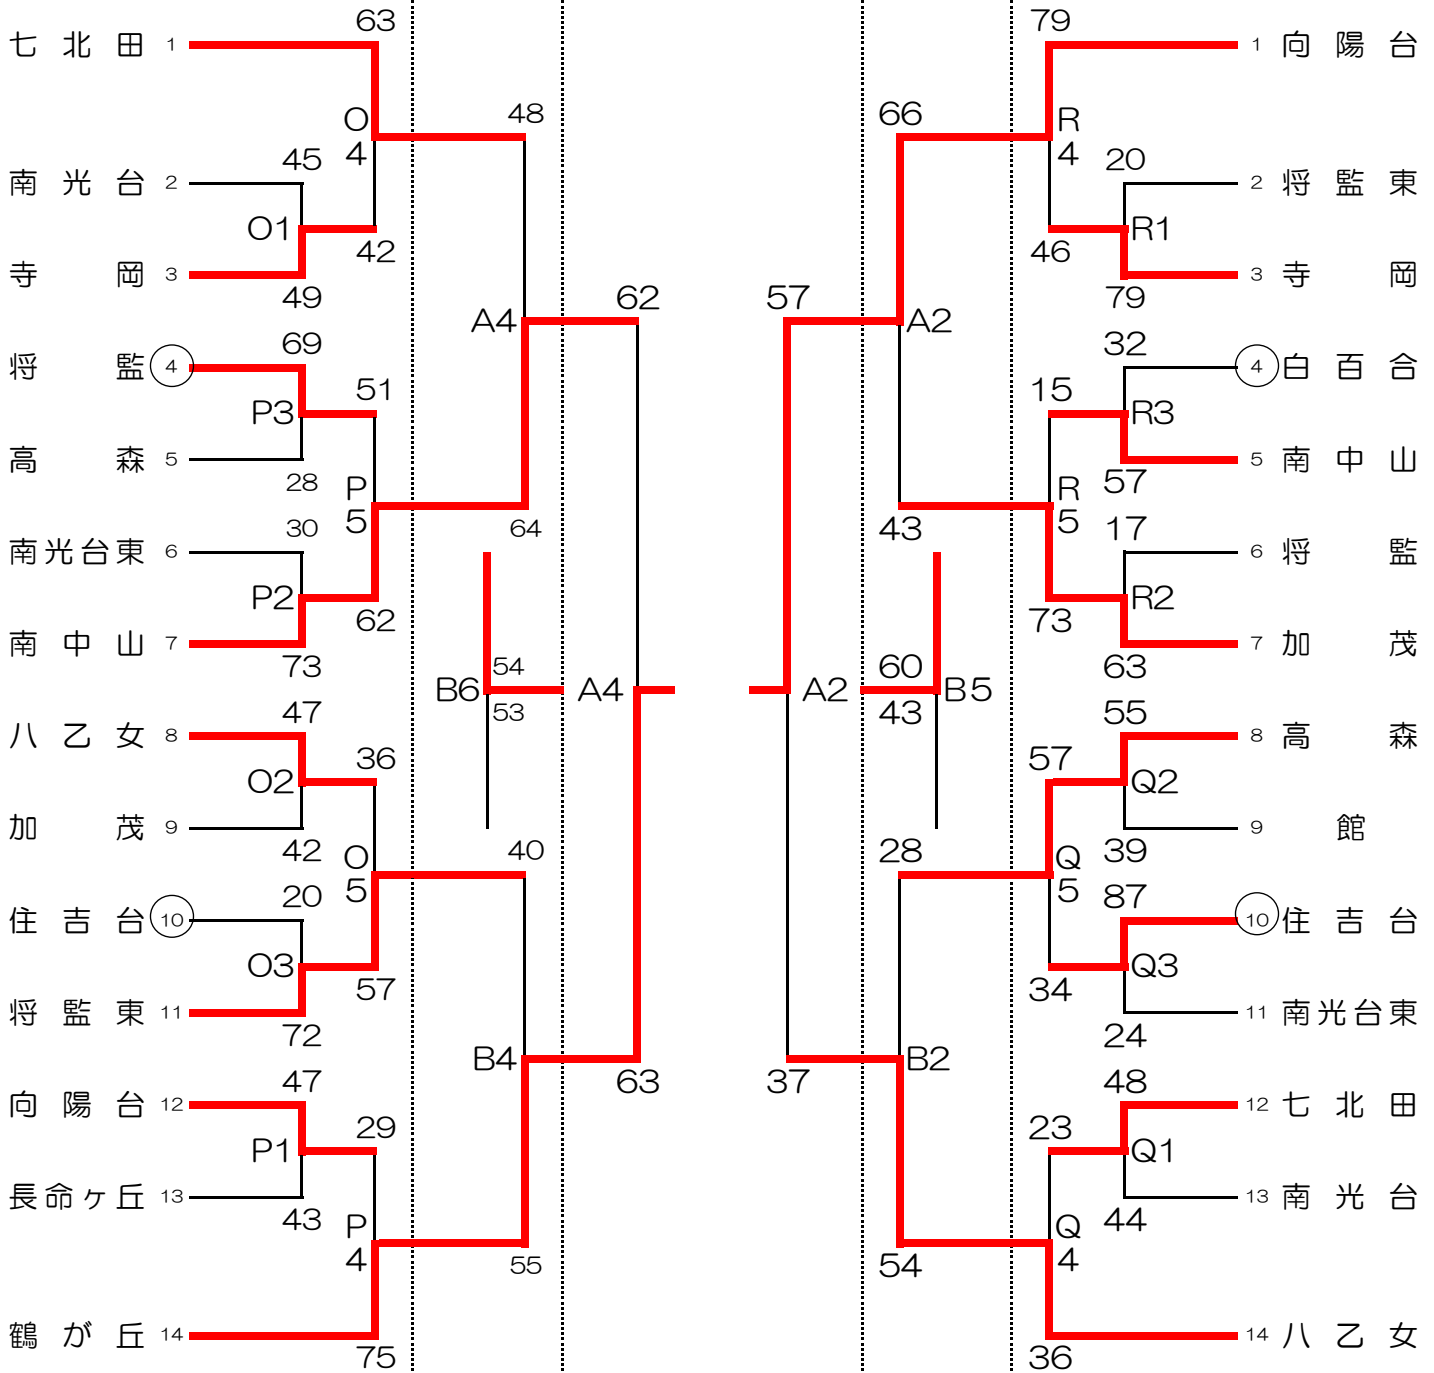 63 79
七北田 1 1 向陽台
48 66
O 4 R 4
45 20
南光台 2 2 将監東
O1 R1
42 46
寺岡 3 3 寺岡
49 62 57 79
A4 A2
69 32
将監 4 4 白百合
51 15
P3 R3
高森 5 5 南中山
28 P 5 R 5 57
30 64 43 17
南光台東 6 6 将監
P2 R2
62 73
南中山 7 7 加茂
73 54 60 63
B6 A4 A2 B5
47 53 43 55
八乙女 8 8 高森
36 57
O2 Q2
加茂 9 9 館
42 O 5 40 28 Q 5 39
20 87
住吉台 10 10 住吉台
O3 Q3
57 34
将監東 11 11 南光台東
72 24
B4 B2
47 63 37 48
向陽台 12 12 七北田
29 23
P1 Q1
長命ヶ丘 13 13 南光台
43 44
P 4 Q 4
55 54
鶴が丘 14 14 八乙女
75 36